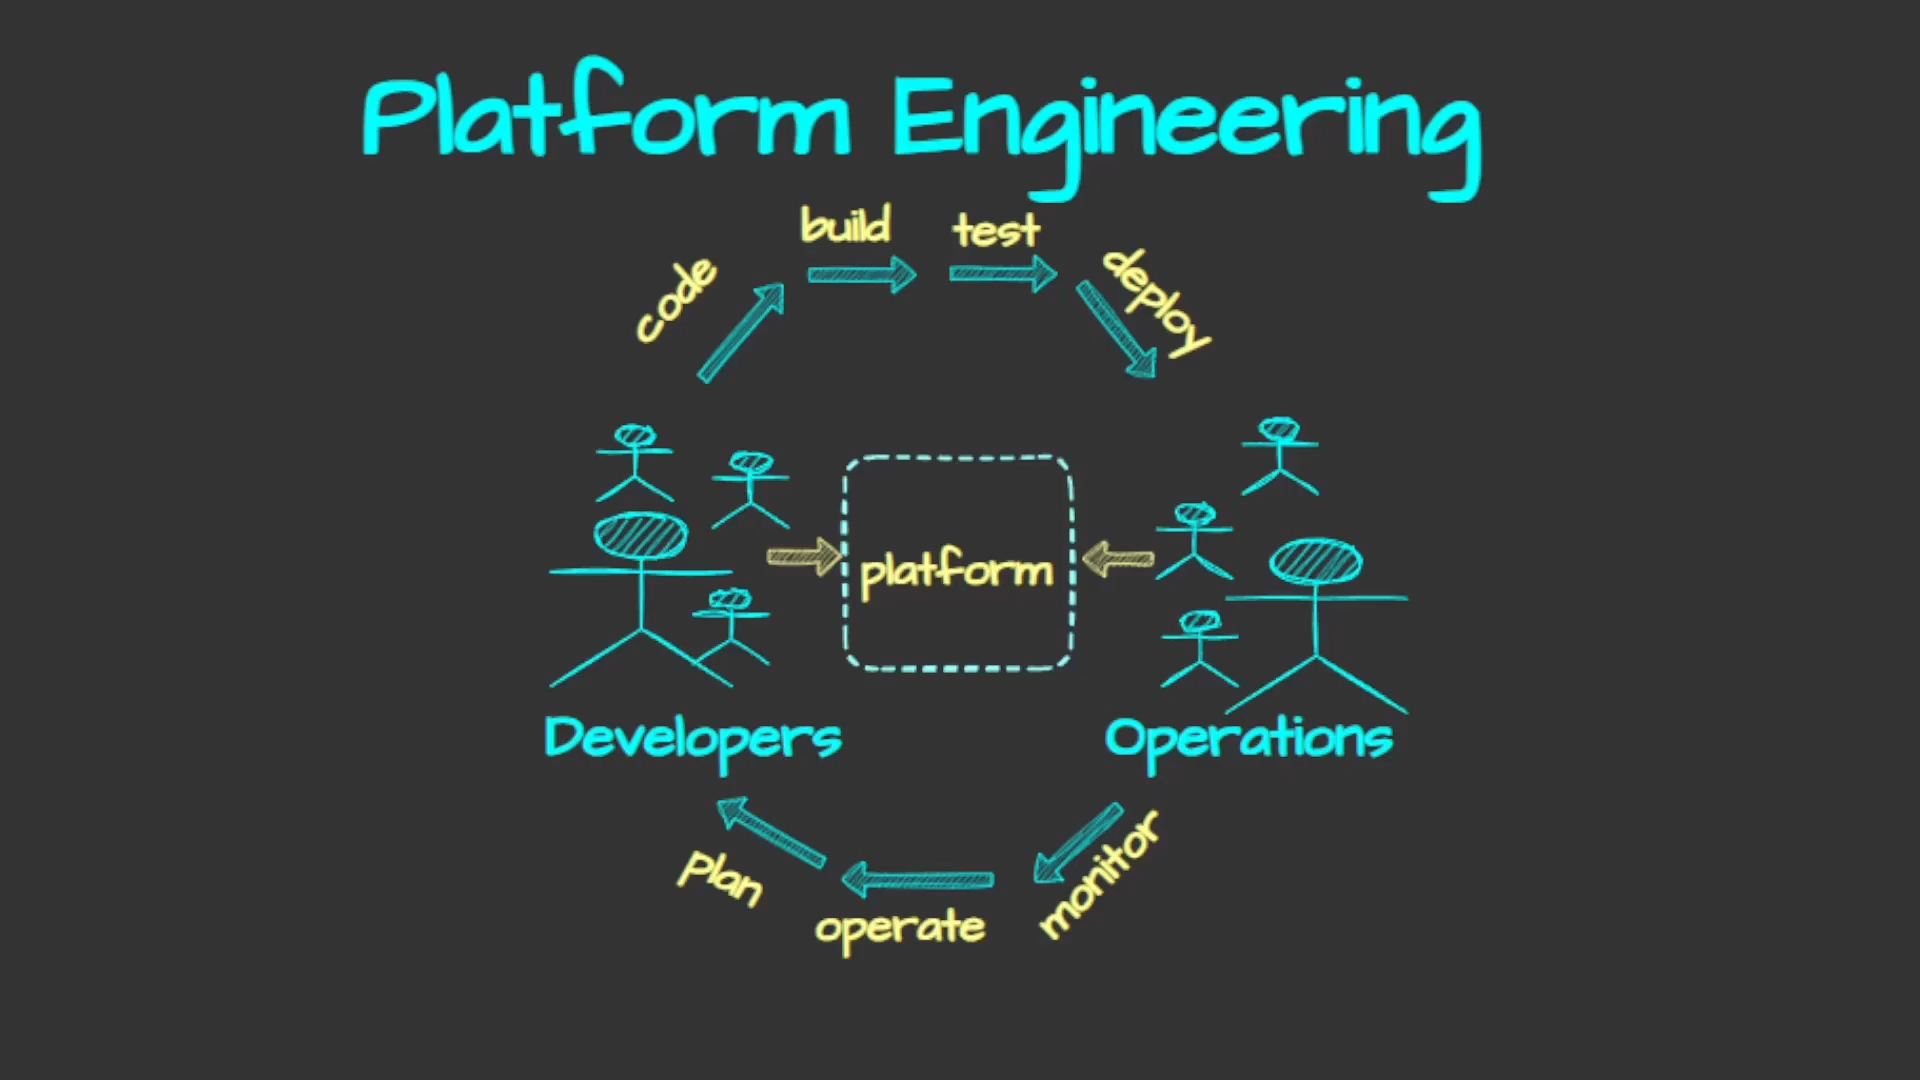 Platform Engineering
build
test
code
deploy
platform
Developers
Operations
plan
monitor
operate